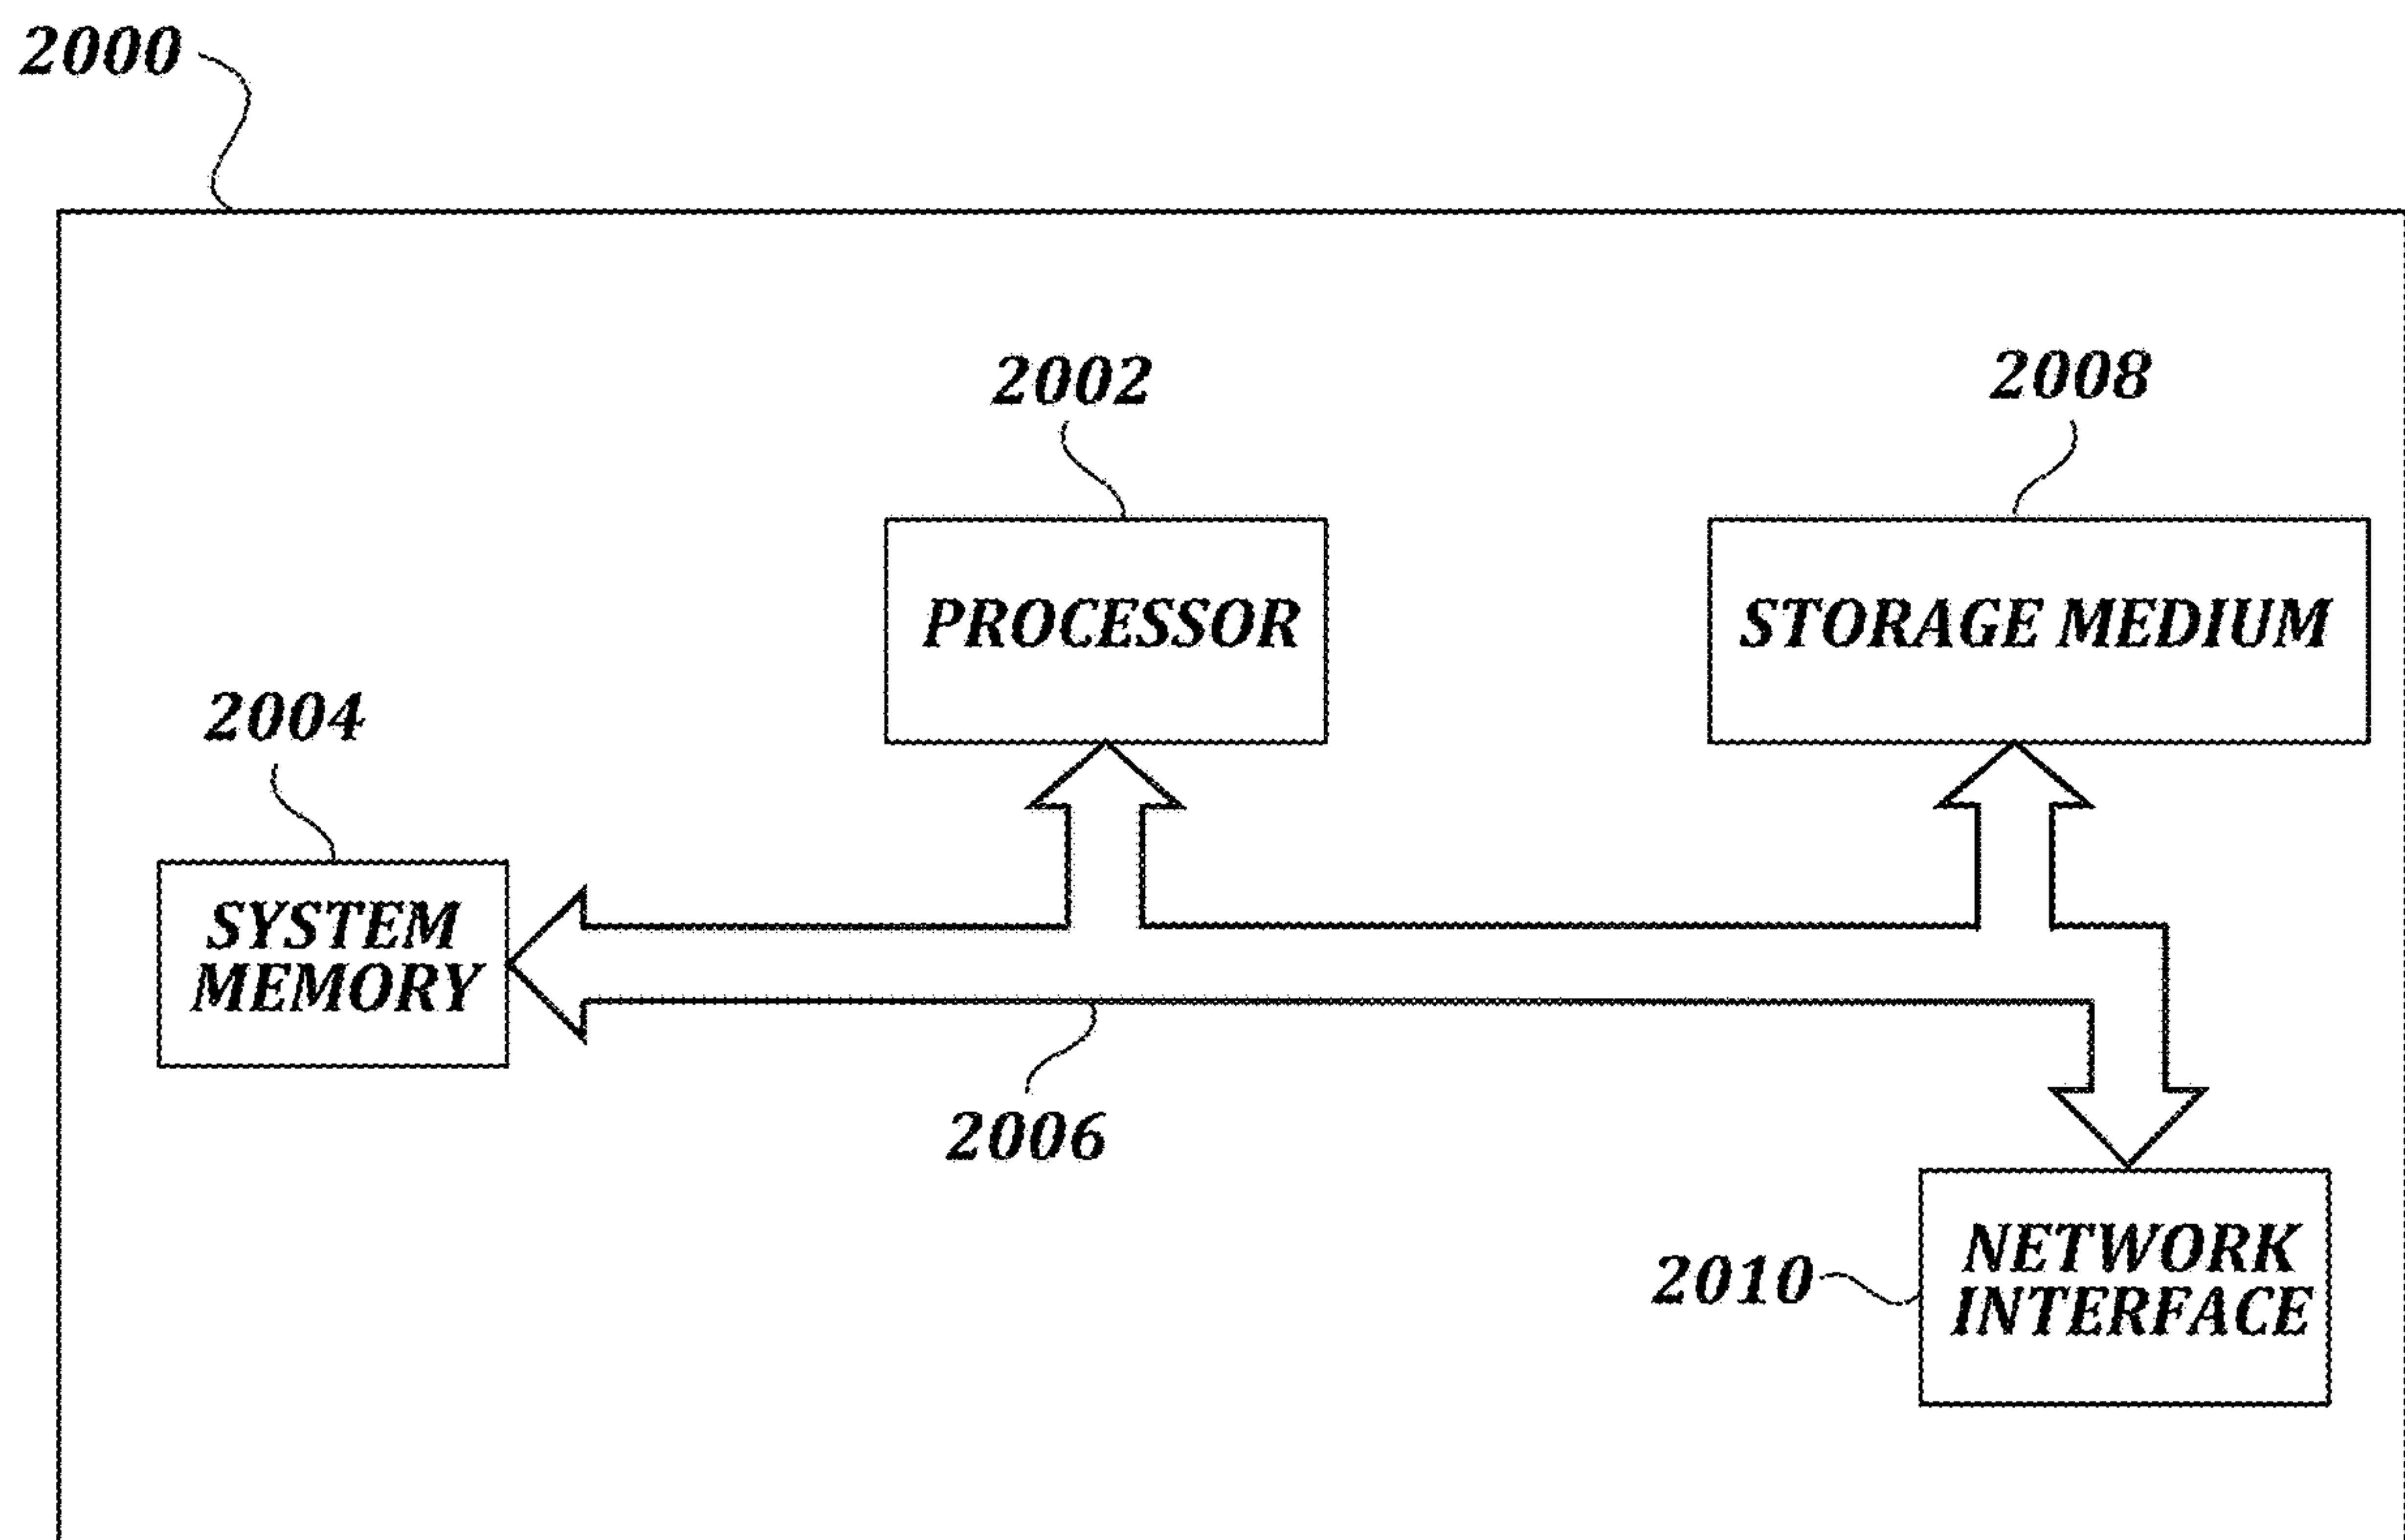 2000
2002
2008
PROCESSOR
STORAGE MEDIUM
2004
SYSTEM
MEMORY
2006
2010
NETWORK
INTERFACE